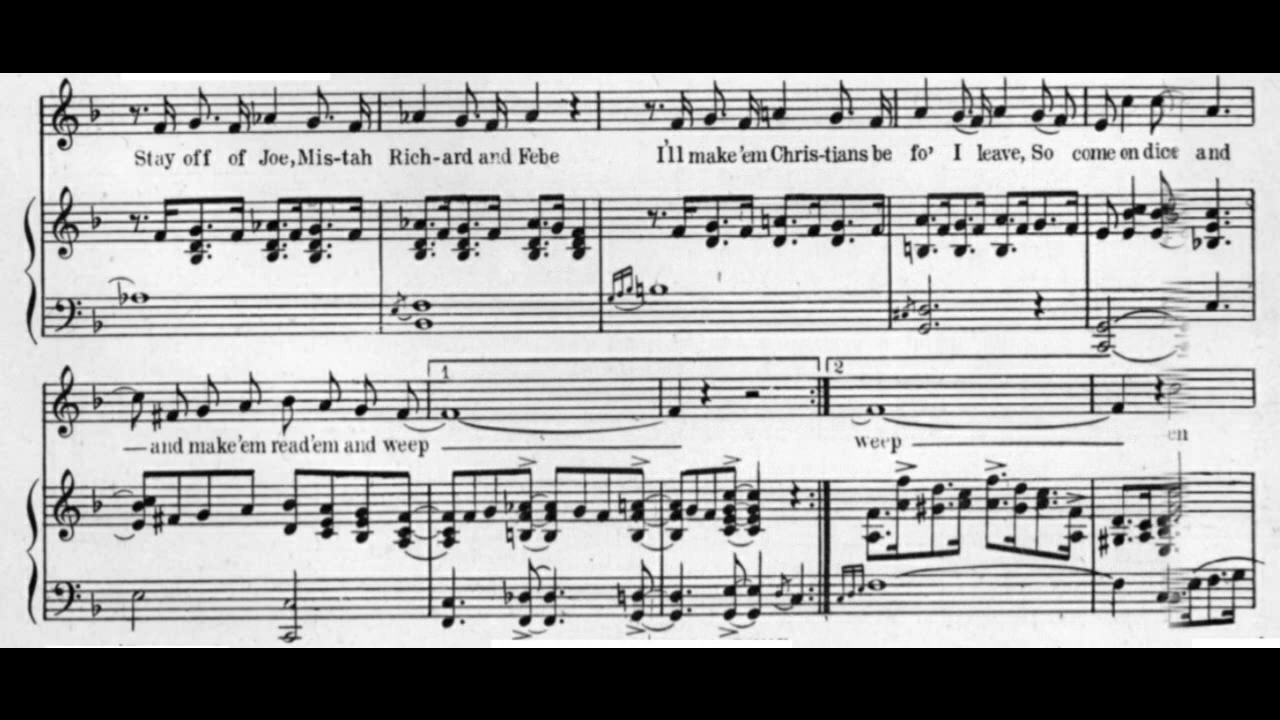 Stay off of Joe, Mis-tah Rich-ard and Febe I'll make 'em Chris-tians be fo' I leave, So come on dice and
1 2
— and make 'em read 'em and weep weep